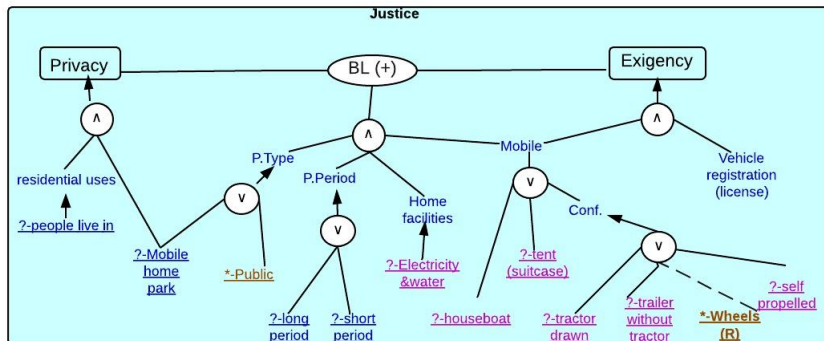 Justice
Privacy
BL (+)
Exigency
∧
∧
∧
P.Type
Mobile
residential uses
P.Period
Vehicle
registration
(license)
∨
∨
Home
facilities
Conf.
?-people live in
∨
∨
?-Mobile
home
park
*-Public
?-Electricity
&water
?-tent
(suitcase)
?-self
propelled
?-long
period
?-short
period
?-houseboat
?-tractor
drawn
?-trailer
without
tractor
*-Wheels
(R)